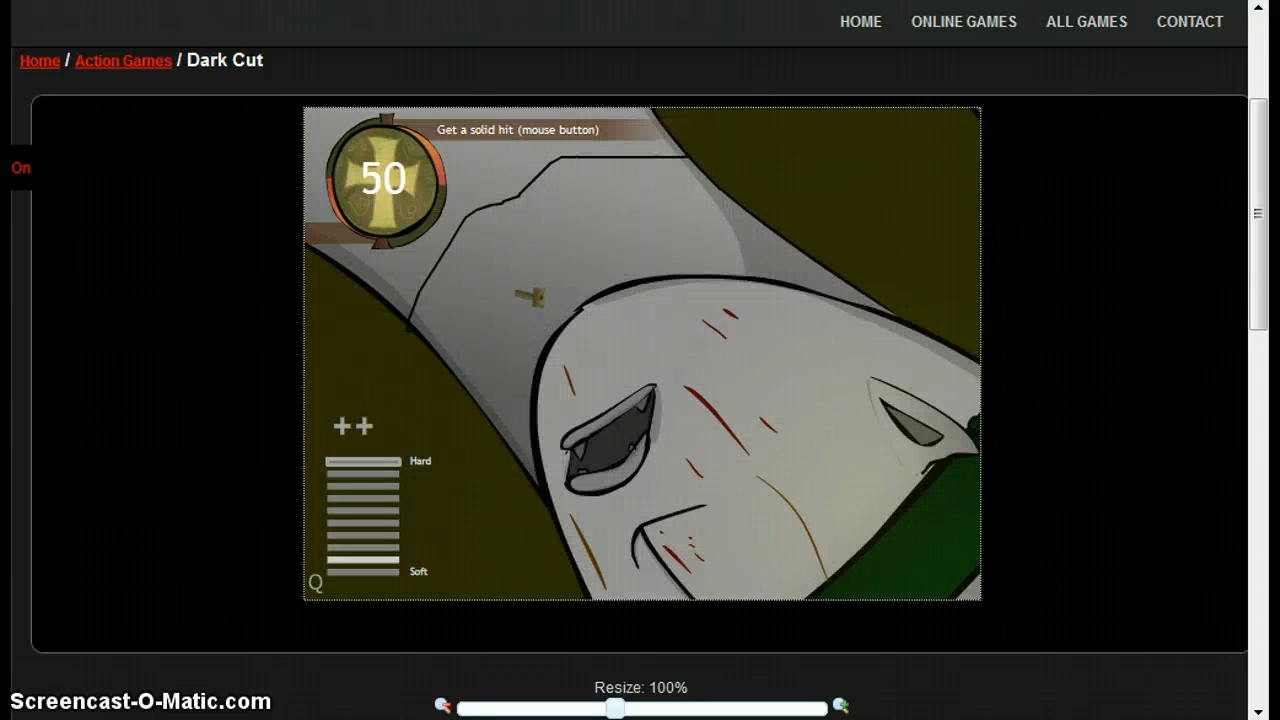 HOME ONLINE GAMES ALL GAMES CONTACT
Home / Action Games / Dark Cut
On
Get a solid hit (mouse button)
50
++
Hard
Soft
Q
Resize: 100%
Screencast-O-Matic.com